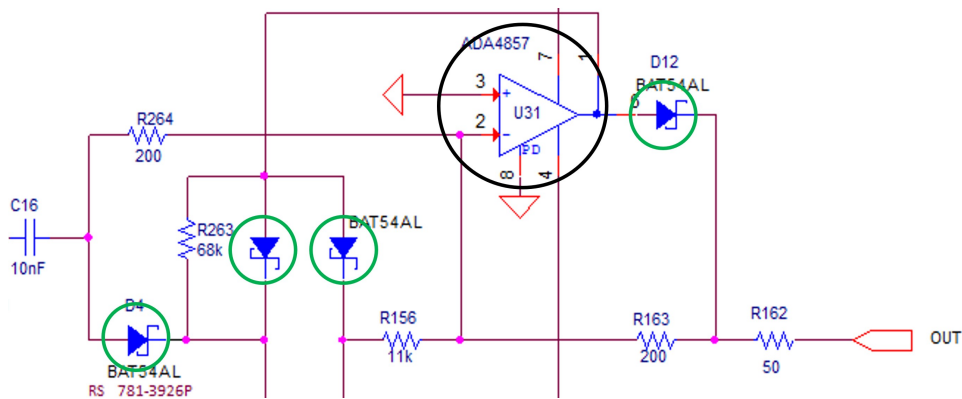 ADA4857
7
1
D12
BAT54AL
3
+
U31
6
R264
2
-
200
PD
8
4
C16
R263
BAT54AL
68k
10nF
D4
R156
R163
R162
11k
200
50
OUT
BAT54AL
RS 781-3926P